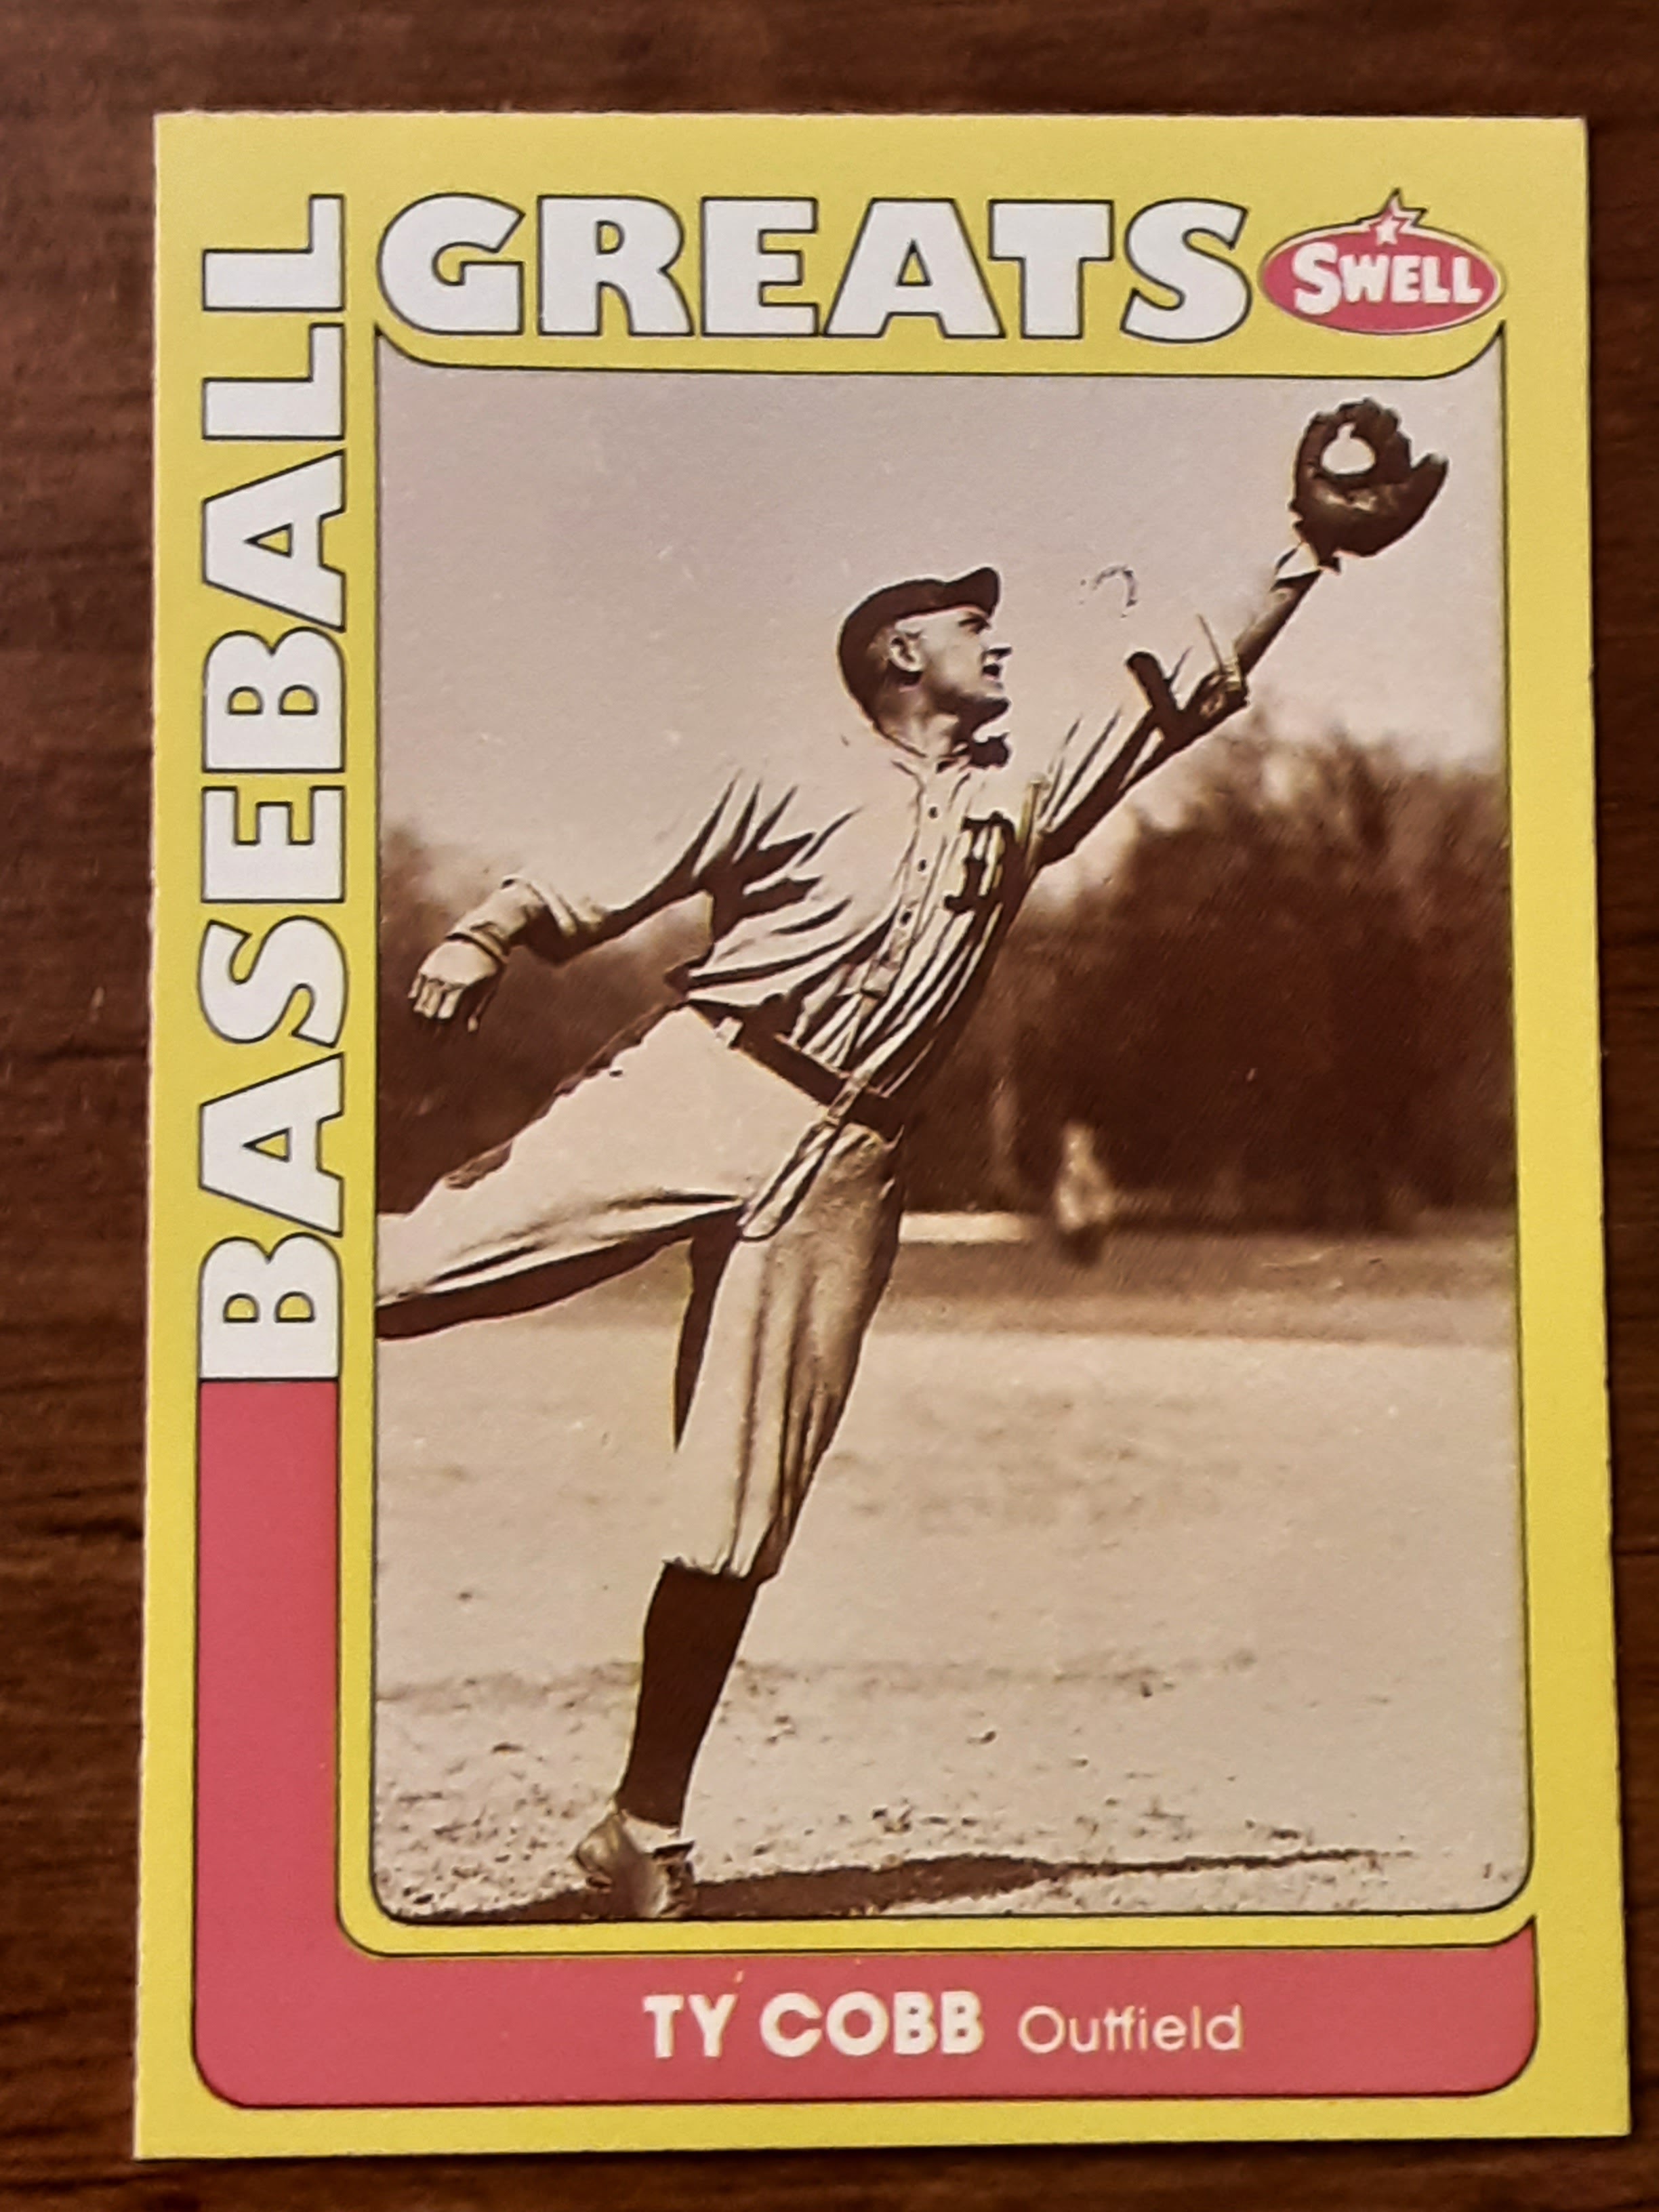 BASEBALL
GREATS
SWELL
D
TY COBB Outfield